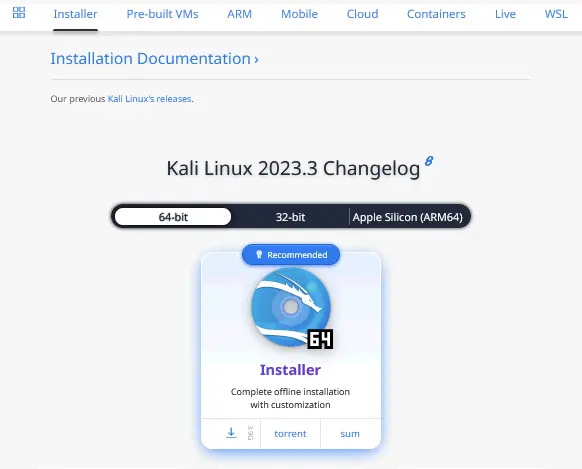 Installer Pre-built VMs ARM Mobile Cloud Containers Live WSL
Installation Documentation ›
Our previous Kali Linux's releases.
Kali Linux 2023.3 Changelog
64-bit 32-bit Apple Silicon (ARM64)
Recommended
64
Installer
Complete offline installation
with customization
3.9G torrent sum